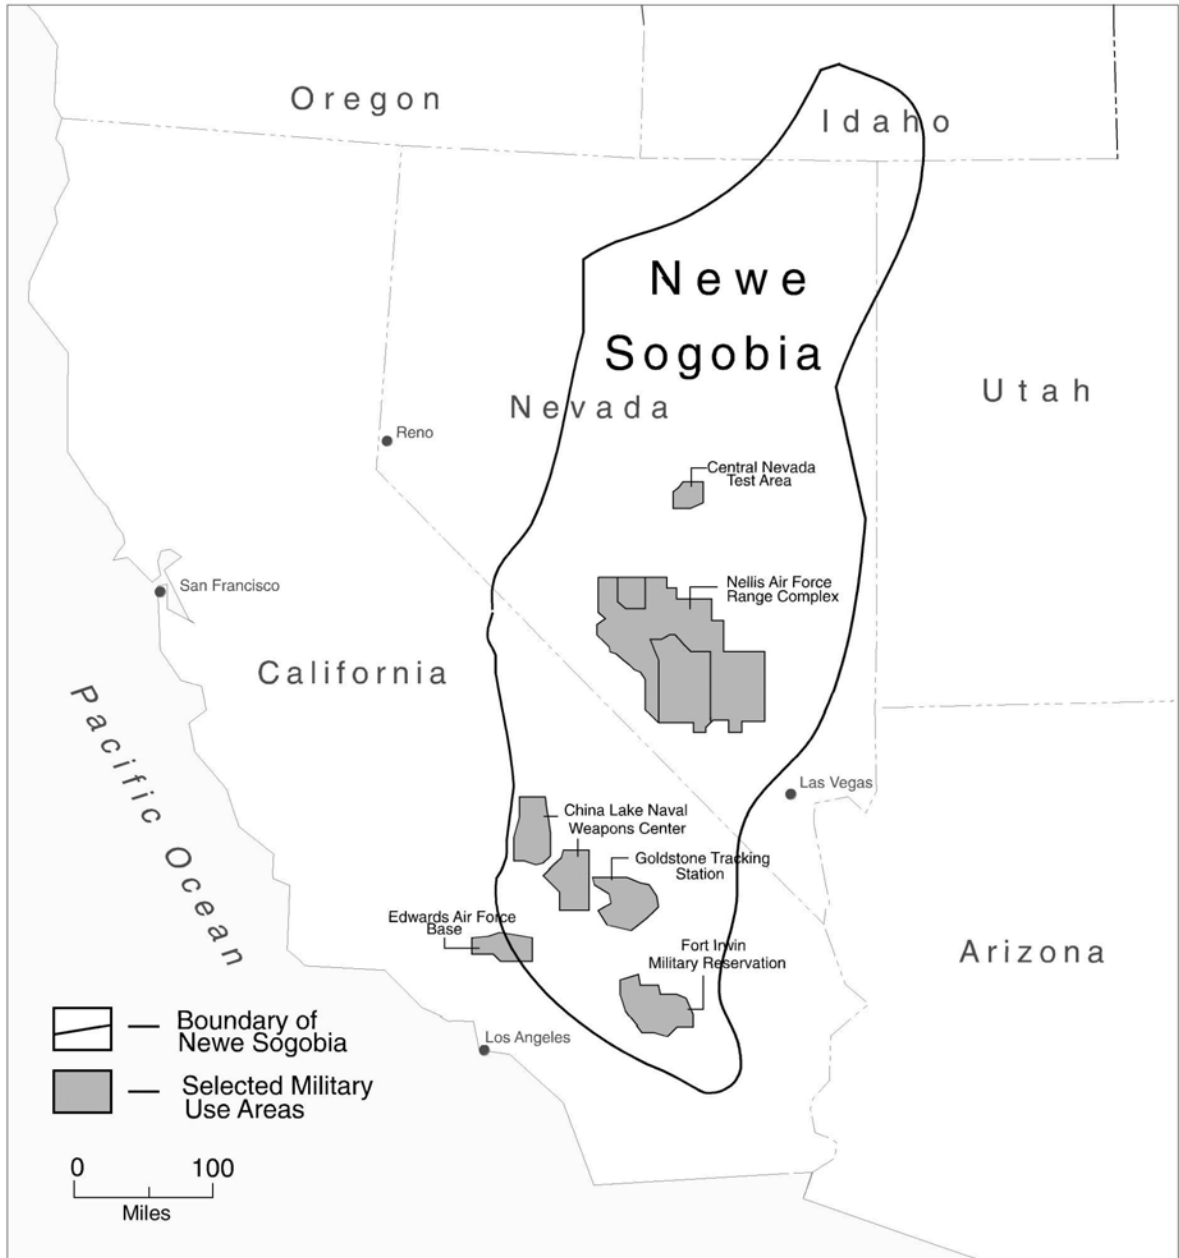 Oregon
Idaho
Newe
Sogobia
Utah
Nevada
Reno
Central Nevada
Test Area
San Francisco
Nellis Air Force
Range Complex
California
Pacific Ocean
Las Vegas
China Lake Naval
Weapons Center
Goldstone Tracking
Station
Edwards Air Force
Base
Fort Irwin
Military Reservation
Arizona
Los Angeles
Boundary of
Newe Sogobia
Selected Military
Use Areas
0 100
Miles